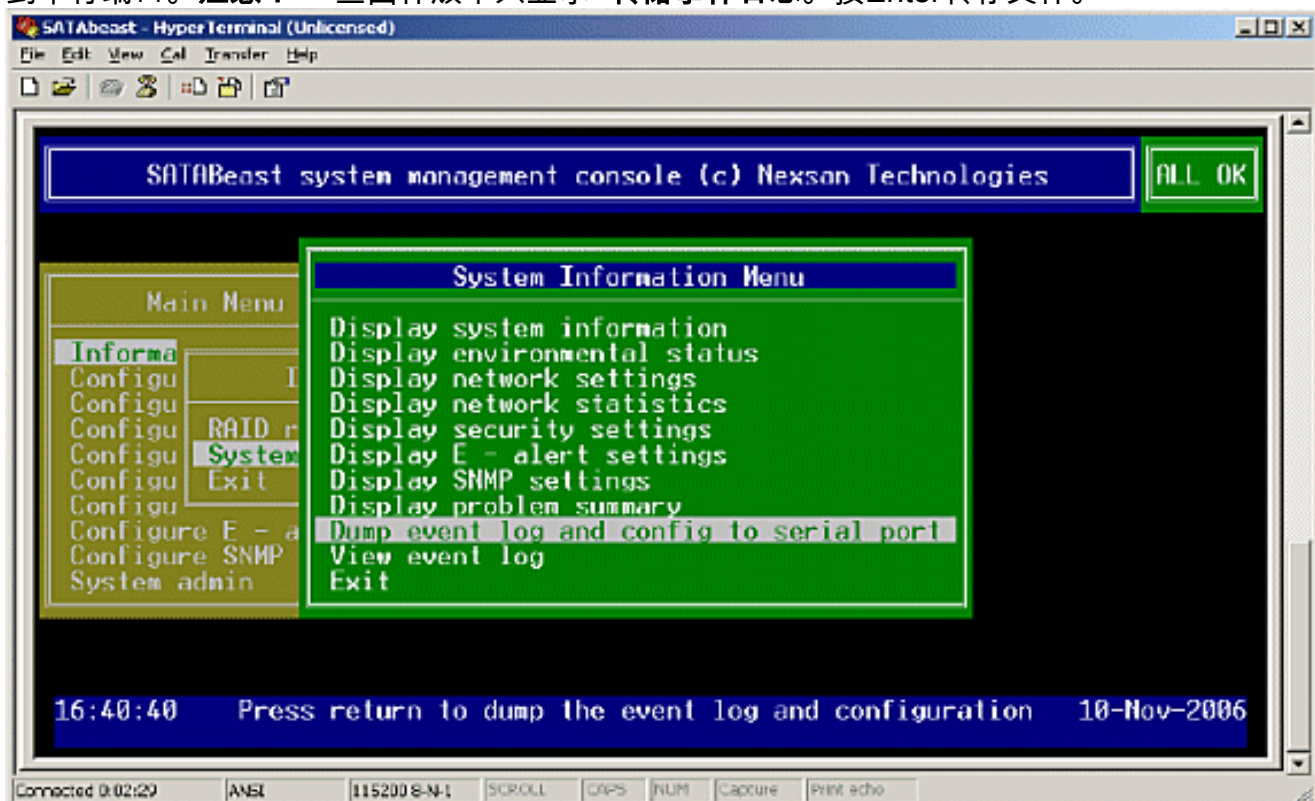 SATAbeast - HyperTerminal (Unlicensed)
File Edit View Call Transfer Help
SATABeast system management console (c) Nexsan Technologies
ALL OK
System Information Menu
Main Menu
Display system information
Display environmental status
Display network settings
Display network statistics
Display security settings
Display E - alert settings
Display SNMP settings
Display problem summary
Dump event log and config to serial port
View event log
Exit
Informa
Configu
Configu
Configu
Configu
Configu
Configu
Configure E - a
Configure SNMP
System admin
I
RAID r
System
Exit
16:40:40 Press return to dump the event log and configuration 10-Nov-2006
Connected 0:02:29 ANSI 115200 8-N-1 SCROLL CAPS NUM Capture Print echo